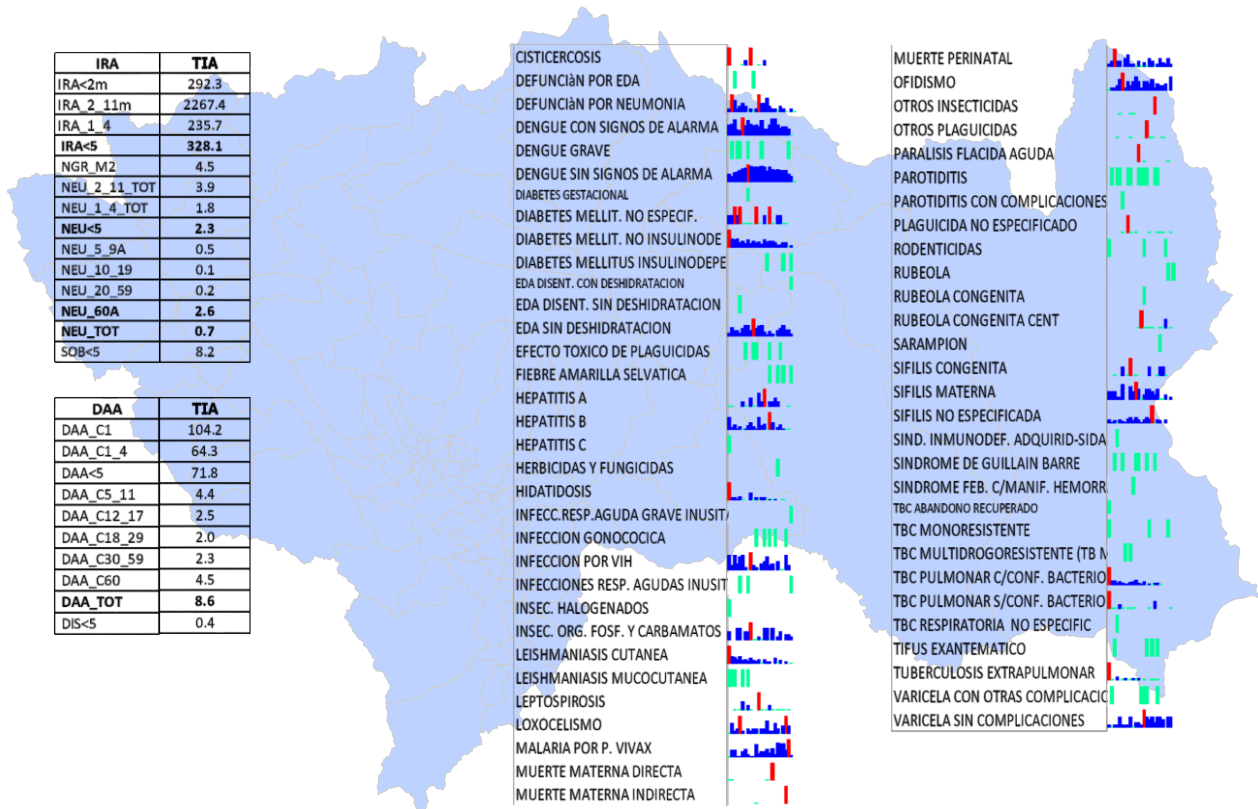 IRA TIA
IRA<2m 292.3
IRA_2_11m 2267.4
IRA_1_4 235.7
IRA<5 328.1
NGR_M2 4.5
NEU_2_11_TOT 3.9
NEU_1_4_TOT 1.8
NEU<5 2.3
NEU_5_9A 0.5
NEU_10_19 0.1
NEU_20_59 0.2
NEU_60A 2.6
NEU_TOT 0.7
SOB<5 8.2
DAA TIA
DAA_C1 104.2
DAA_C1_4 64.3
DAA<5 71.8
DAA_C5_11 4.4
DAA_C12_17 2.5
DAA_C18_29 2.0
DAA_C30_59 2.3
DAA_C60 4.5
DAA_TOT 8.6
DIS<5 0.4
CISTICERCOSIS
DEFUNCIàN POR EDA
DEFUNCIàN POR NEUMONIA
DENGUE CON SIGNOS DE ALARMA
DENGUE GRAVE
DENGUE SIN SIGNOS DE ALARMA
DIABETES GESTACIONAL
DIABETES MELLIT. NO ESPECIF.
DIABETES MELLIT. NO INSULINODE
DIABETES MELLITUS INSULINODEPE
EDA DISENT. CON DESHIDRATACION
EDA DISENT. SIN DESHIDRATACION
EDA SIN DESHIDRATACION
EFECTO TOXICO DE PLAGUICIDAS
FIEBRE AMARILLA SELVATICA
HEPATITIS A
HEPATITIS B
HEPATITIS C
HERBICIDAS Y FUNGICIDAS
HIDATIDOSIS
INFECC.RESP.AGUDA GRAVE INUSIT
INFECCION GONOCOCICA
INFECCION POR VIH
INFECCIONES RESP. AGUDAS INUSIT
INSEC. HALOGENADOS
INSEC. ORG. FOSF. Y CARBAMATOS
LEISHMANIASIS CUTANEA
LEISHMANIASIS MUCOCUTANEA
LEPTOSPIROSIS
LOXOCELISMO
MALARIA POR P. VIVAX
MUERTE MATERNA DIRECTA
MUERTE MATERNA INDIRECTA
MUERTE PERINATAL
OFIDISMO
OTROS INSECTICIDAS
OTROS PLAGUICIDAS
PARALISIS FLACIDA AGUDA
PAROTIDITIS
PAROTIDITIS CON COMPLICACIONES
PLAGUICIDA NO ESPECIFICADO
RODENTICIDAS
RUBEOLA
RUBEOLA CONGENITA
RUBEOLA CONGENITA CENT
SARAMPION
SIFILIS CONGENITA
SIFILIS MATERNA
SIFILIS NO ESPECIFICADA
SIND. INMUNODEF. ADQUIRID-SIDA
SINDROME DE GUILLAIN BARRE
SINDROME FEB. C/MANIF. HEMORR
TBC ABANDONO RECUPERADO
TBC MONORESISTENTE
TBC MULTIDROGORESISTENTE (TB M
TBC PULMONAR C/CONF. BACTERIO
TBC PULMONAR S/CONF. BACTERIO
TBC RESPIRATORIA NO ESPECIFIC
TIFUS EXANTEMATICO
TUBERCULOSIS EXTRAPULMONAR
VARICELA CON OTRAS COMPLICACIC
VARICELA SIN COMPLICACIONES